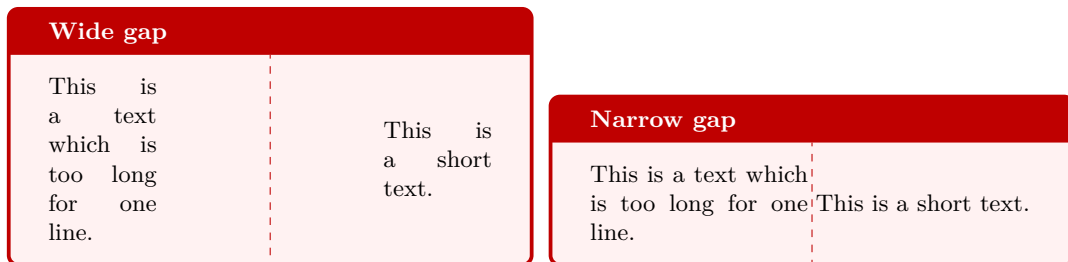 Wide gap
This is
a text
which is
too long
for one
line.
This is
a short
text.
Narrow gap
This is a text which
is too long for one
line.
This is a short text.